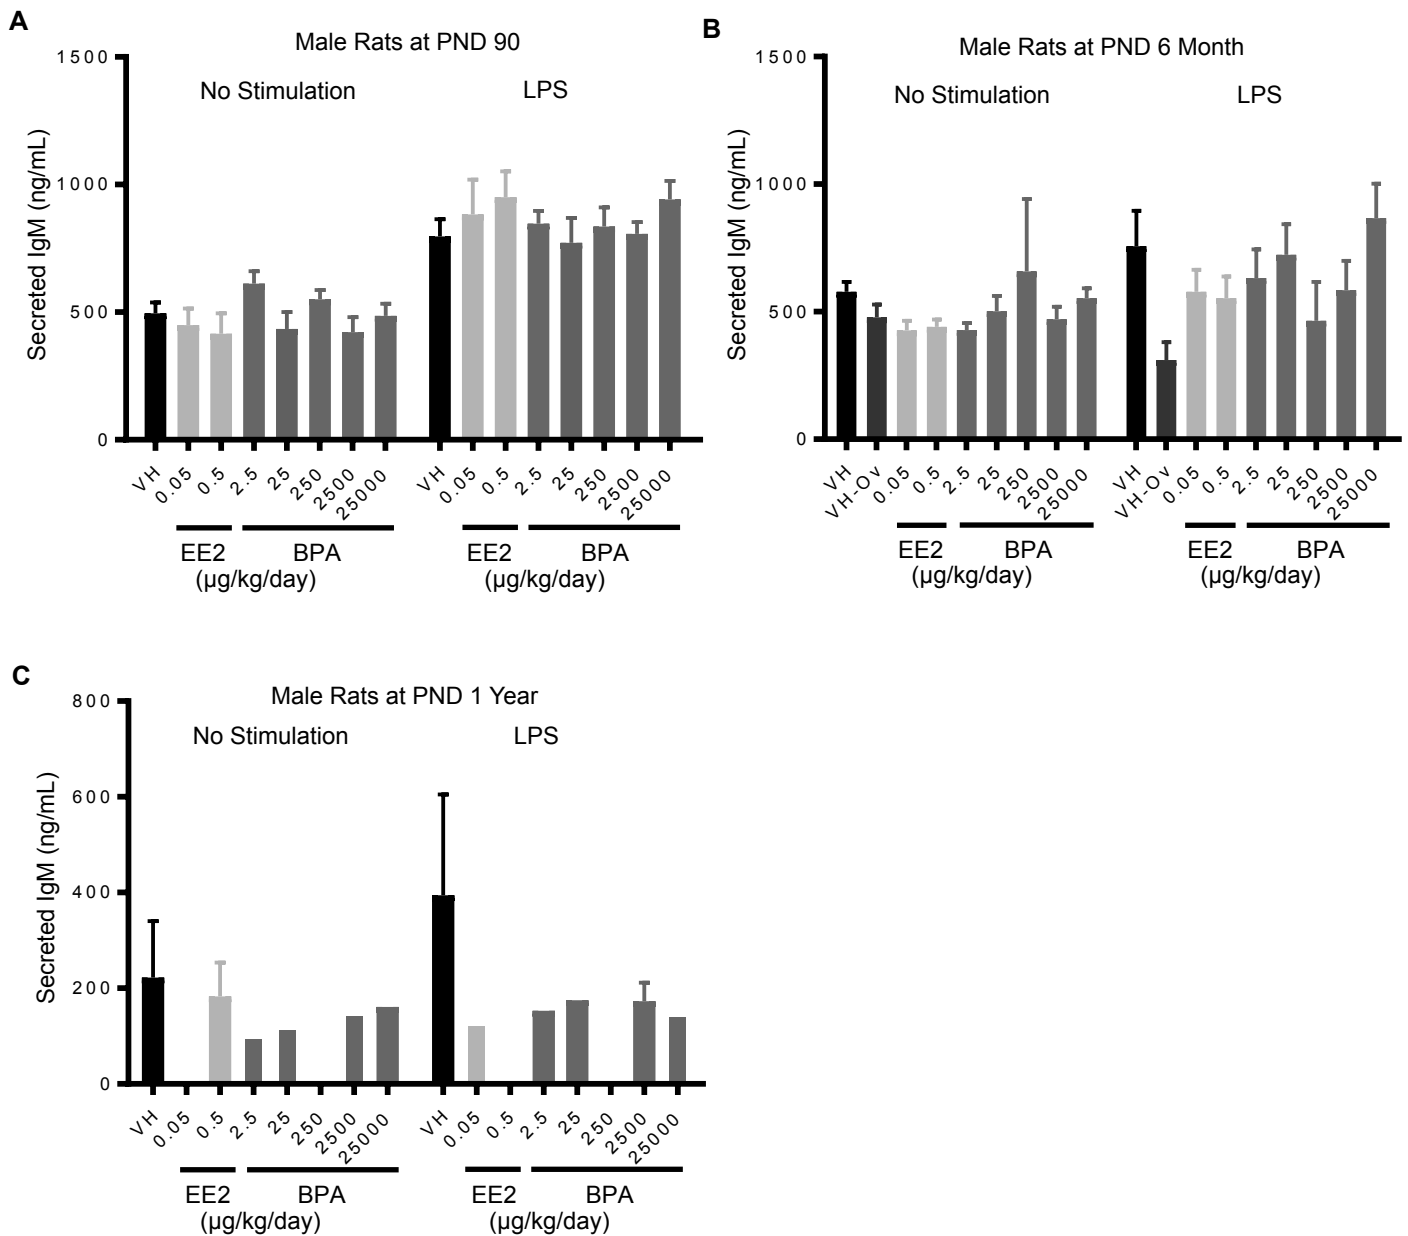 A
Male Rats at PND 90
No Stimulation
LPS
Secreted IgM (ng/mL)
1500
1000
500
0
VH
0.05
0.5
2.5
25
250
2500
25000
VH
0.05
0.5
2.5
25
250
2500
25000
EE2
BPA
(µg/kg/day)
EE2
BPA
(µg/kg/day)
B
Male Rats at PND 6 Month
No Stimulation
LPS
Secreted IgM (ng/mL)
1500
1000
500
0
VH
VH-Ov
0.05
0.5
2.5
25
250
2500
25000
VH
VH-Ov
0.05
0.5
2.5
25
250
2500
25000
EE2
BPA
(µg/kg/day)
EE2
BPA
(µg/kg/day)
C
Male Rats at PND 1 Year
No Stimulation
LPS
Secreted IgM (ng/mL)
800
600
400
200
0
VH
0.05
0.5
2.5
25
250
2500
25000
VH
0.05
0.5
2.5
25
250
2500
25000
EE2
BPA
(µg/kg/day)
EE2
BPA
(µg/kg/day)